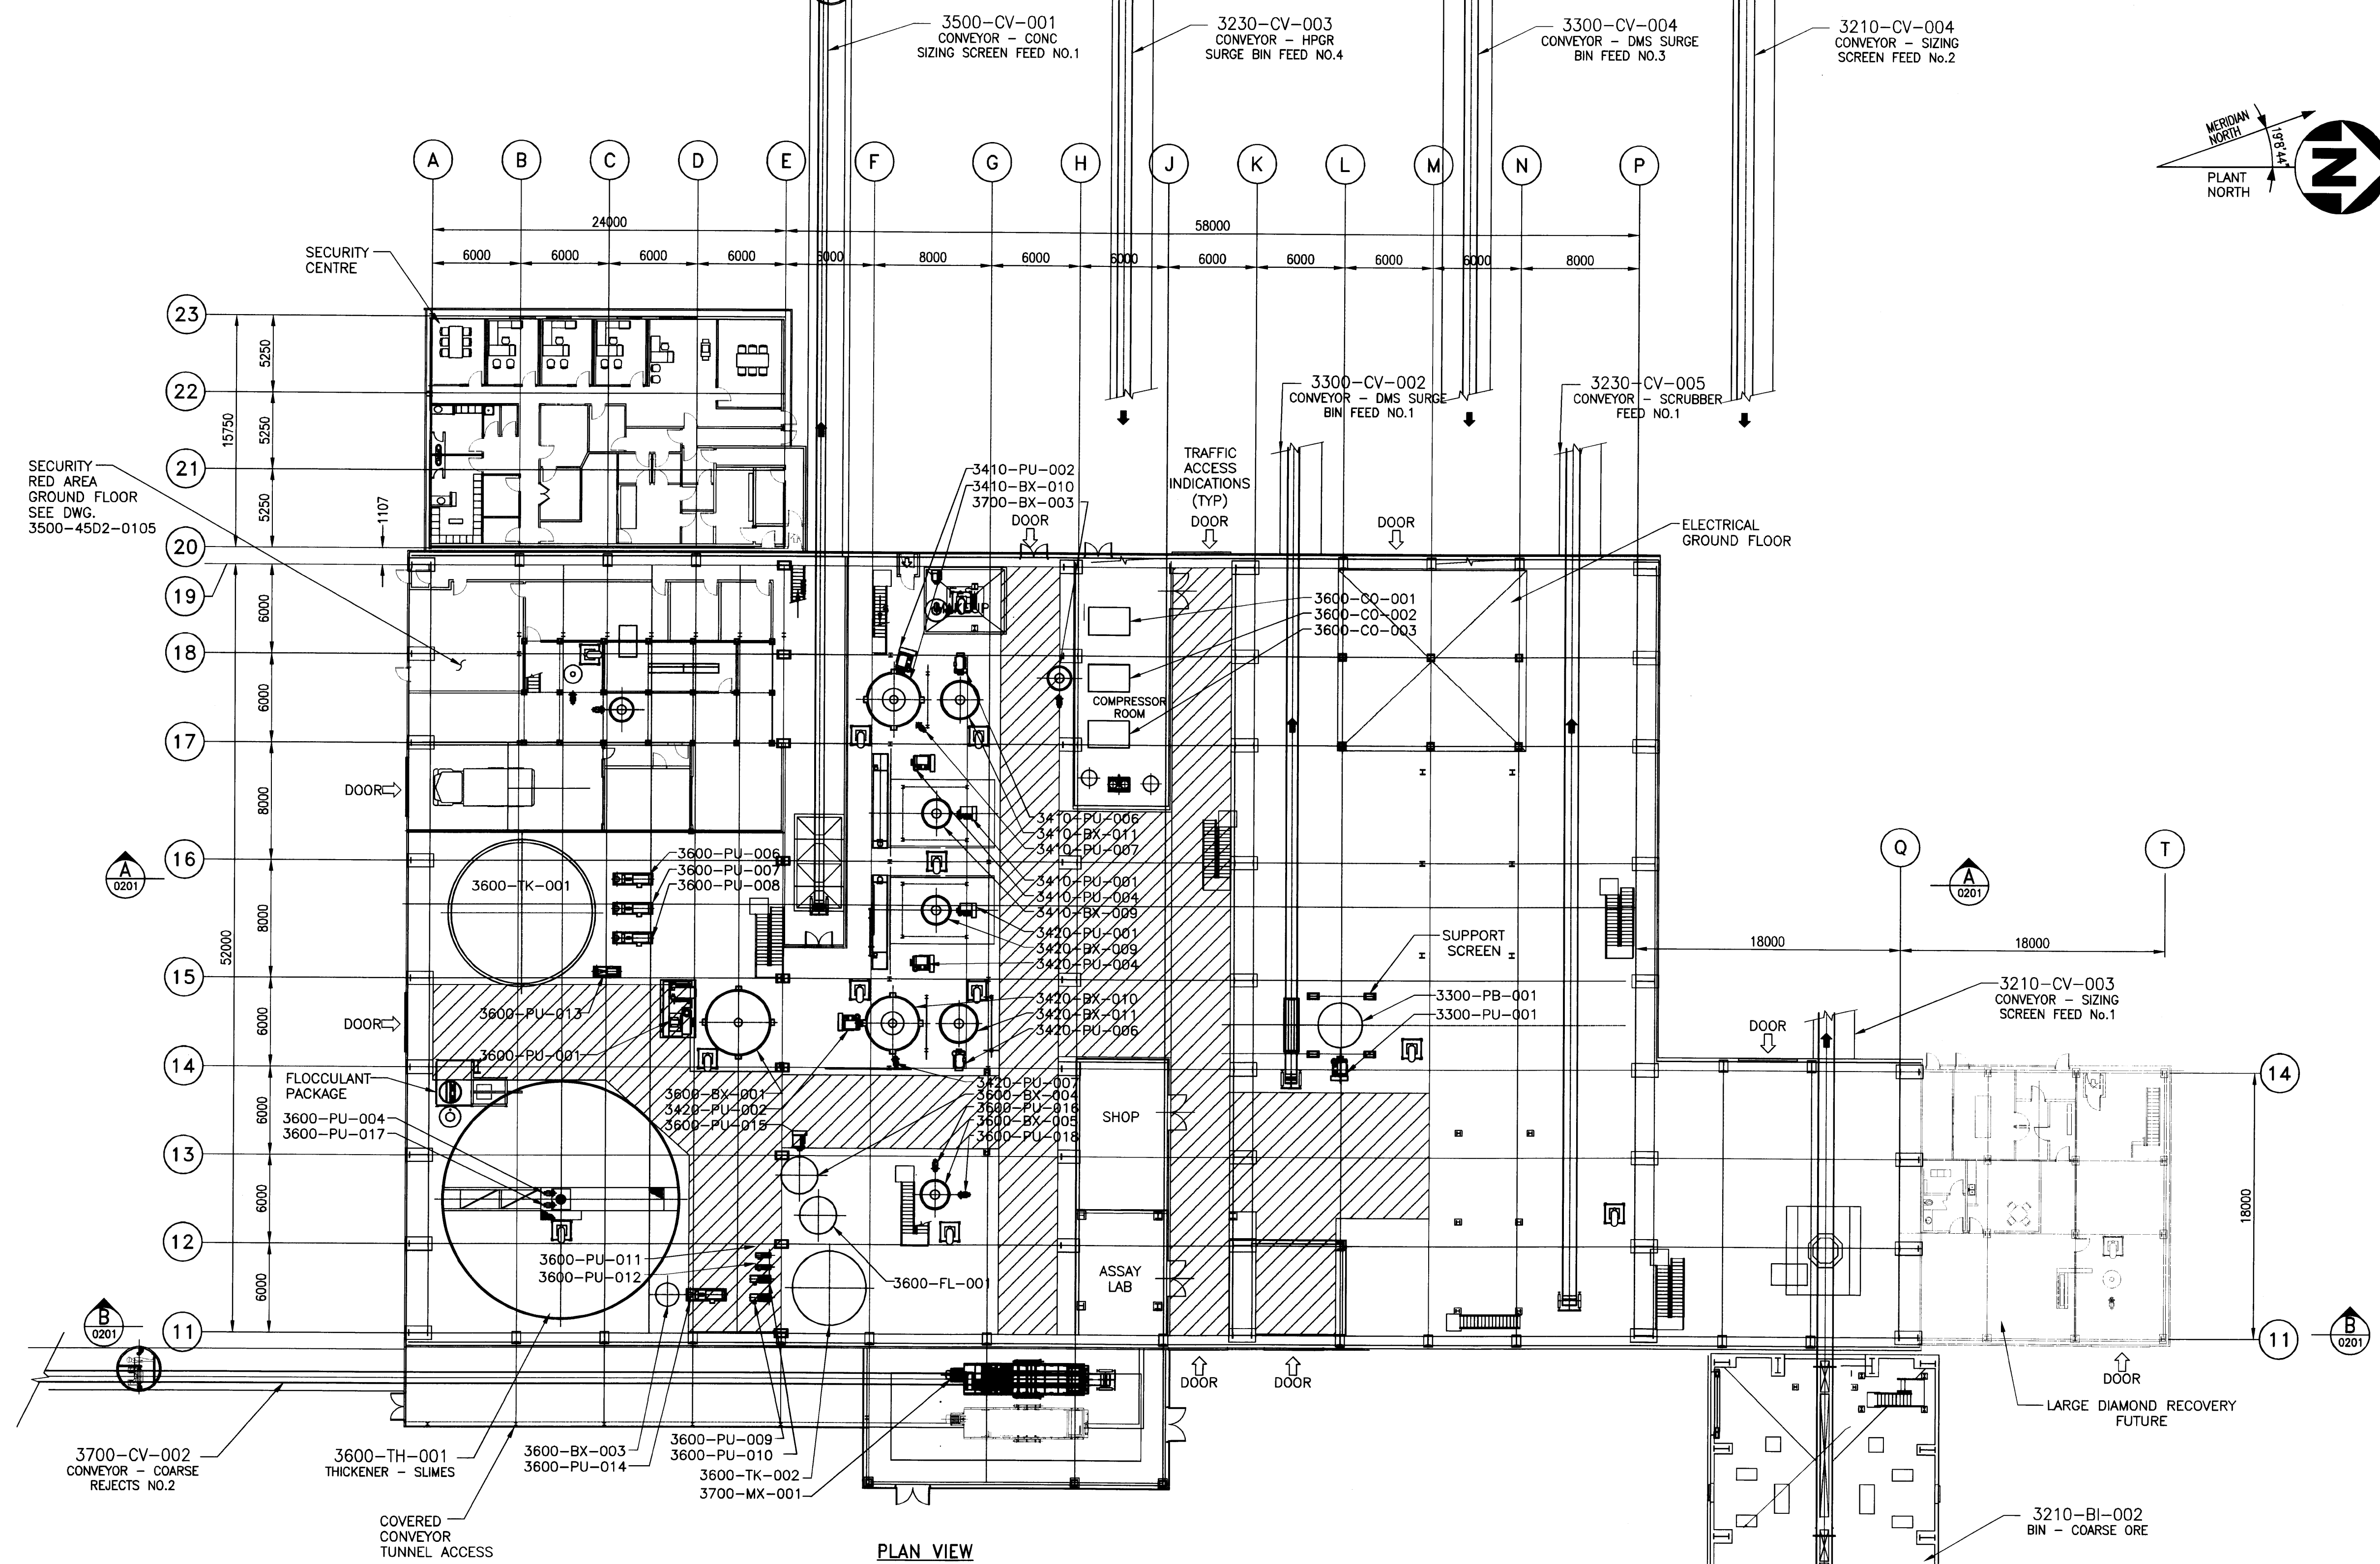 3500-CV-001
CONVEYOR - CONC
SIZING SCREEN FEED NO.1
3230-CV-003
CONVEYOR - HPGR
SURGE BIN FEED NO.4
3300-CV-004
CONVEYOR - DMS SURGE
BIN FEED NO.3
3210-CV-004
CONVEYOR - SIZING
SCREEN FEED No.2
MERIDIAN
NORTH
19°8'44"
PLANT
NORTH
N
A
B
C
D
E
F
G
H
J
K
L
M
N
P
24000
58000
6000
6000
6000
6000
6000
8000
6000
6000
6000
6000
6000
6000
8000
SECURITY
CENTRE
23
22
21
20
19
18
17
16
15
14
13
12
11
5250
5250
5250
15750
1107
6000
6000
8000
8000
6000
6000
6000
6000
52000
SECURITY
RED AREA
GROUND FLOOR
SEE DWG.
3500-45D2-0105
3300-CV-002
CONVEYOR - DMS SURGE
BIN FEED NO.1
3230-CV-005
CONVEYOR - SCRUBBER
FEED NO.1
3410-PU-002
3410-BX-010
3700-BX-003
DOOR
TRAFFIC
ACCESS
INDICATIONS
(TYP)
DOOR
DOOR
ELECTRICAL
GROUND FLOOR
3600-CO-001
3600-CO-002
3600-CO-003
COMPRESSOR
ROOM
DOOR
3410-PU-006
3410-BX-011
3410-PU-007
3410-PU-001
3410-PU-004
3410-BX-009
3420-PU-001
3420-BX-009
3420-PU-004
3420-BX-010
3420-BX-011
3420-PU-006
A
0201
3600-TK-001
3600-PU-006
3600-PU-007
3600-PU-008
3600-PU-013
DOOR
3600-PU-001
SUPPORT
SCREEN
3300-PB-001
3300-PU-001
Q
T
A
0201
18000
18000
3210-CV-003
CONVEYOR - SIZING
SCREEN FEED No.1
DOOR
FLOCCULANT
PACKAGE
3600-PU-004
3600-PU-017
3600-BX-001
3420-PU-002
3600-PU-015
3420-PU-007
3600-BX-004
3600-PU-016
3600-BX-005
3600-PU-018
SHOP
ASSAY
LAB
14
18000
11
3600-PU-011
3600-PU-012
3600-FL-001
B
0201
B
0201
DOOR
DOOR
DOOR
LARGE DIAMOND RECOVERY
FUTURE
3700-CV-002
CONVEYOR - COARSE
REJECTS NO.2
3600-TH-001
THICKENER - SLIMES
3600-BX-003
3600-PU-014
3600-PU-009
3600-PU-010
3600-TK-002
3700-MX-001
COVERED
CONVEYOR
TUNNEL ACCESS
PLAN VIEW
3210-BI-002
BIN - COARSE ORE